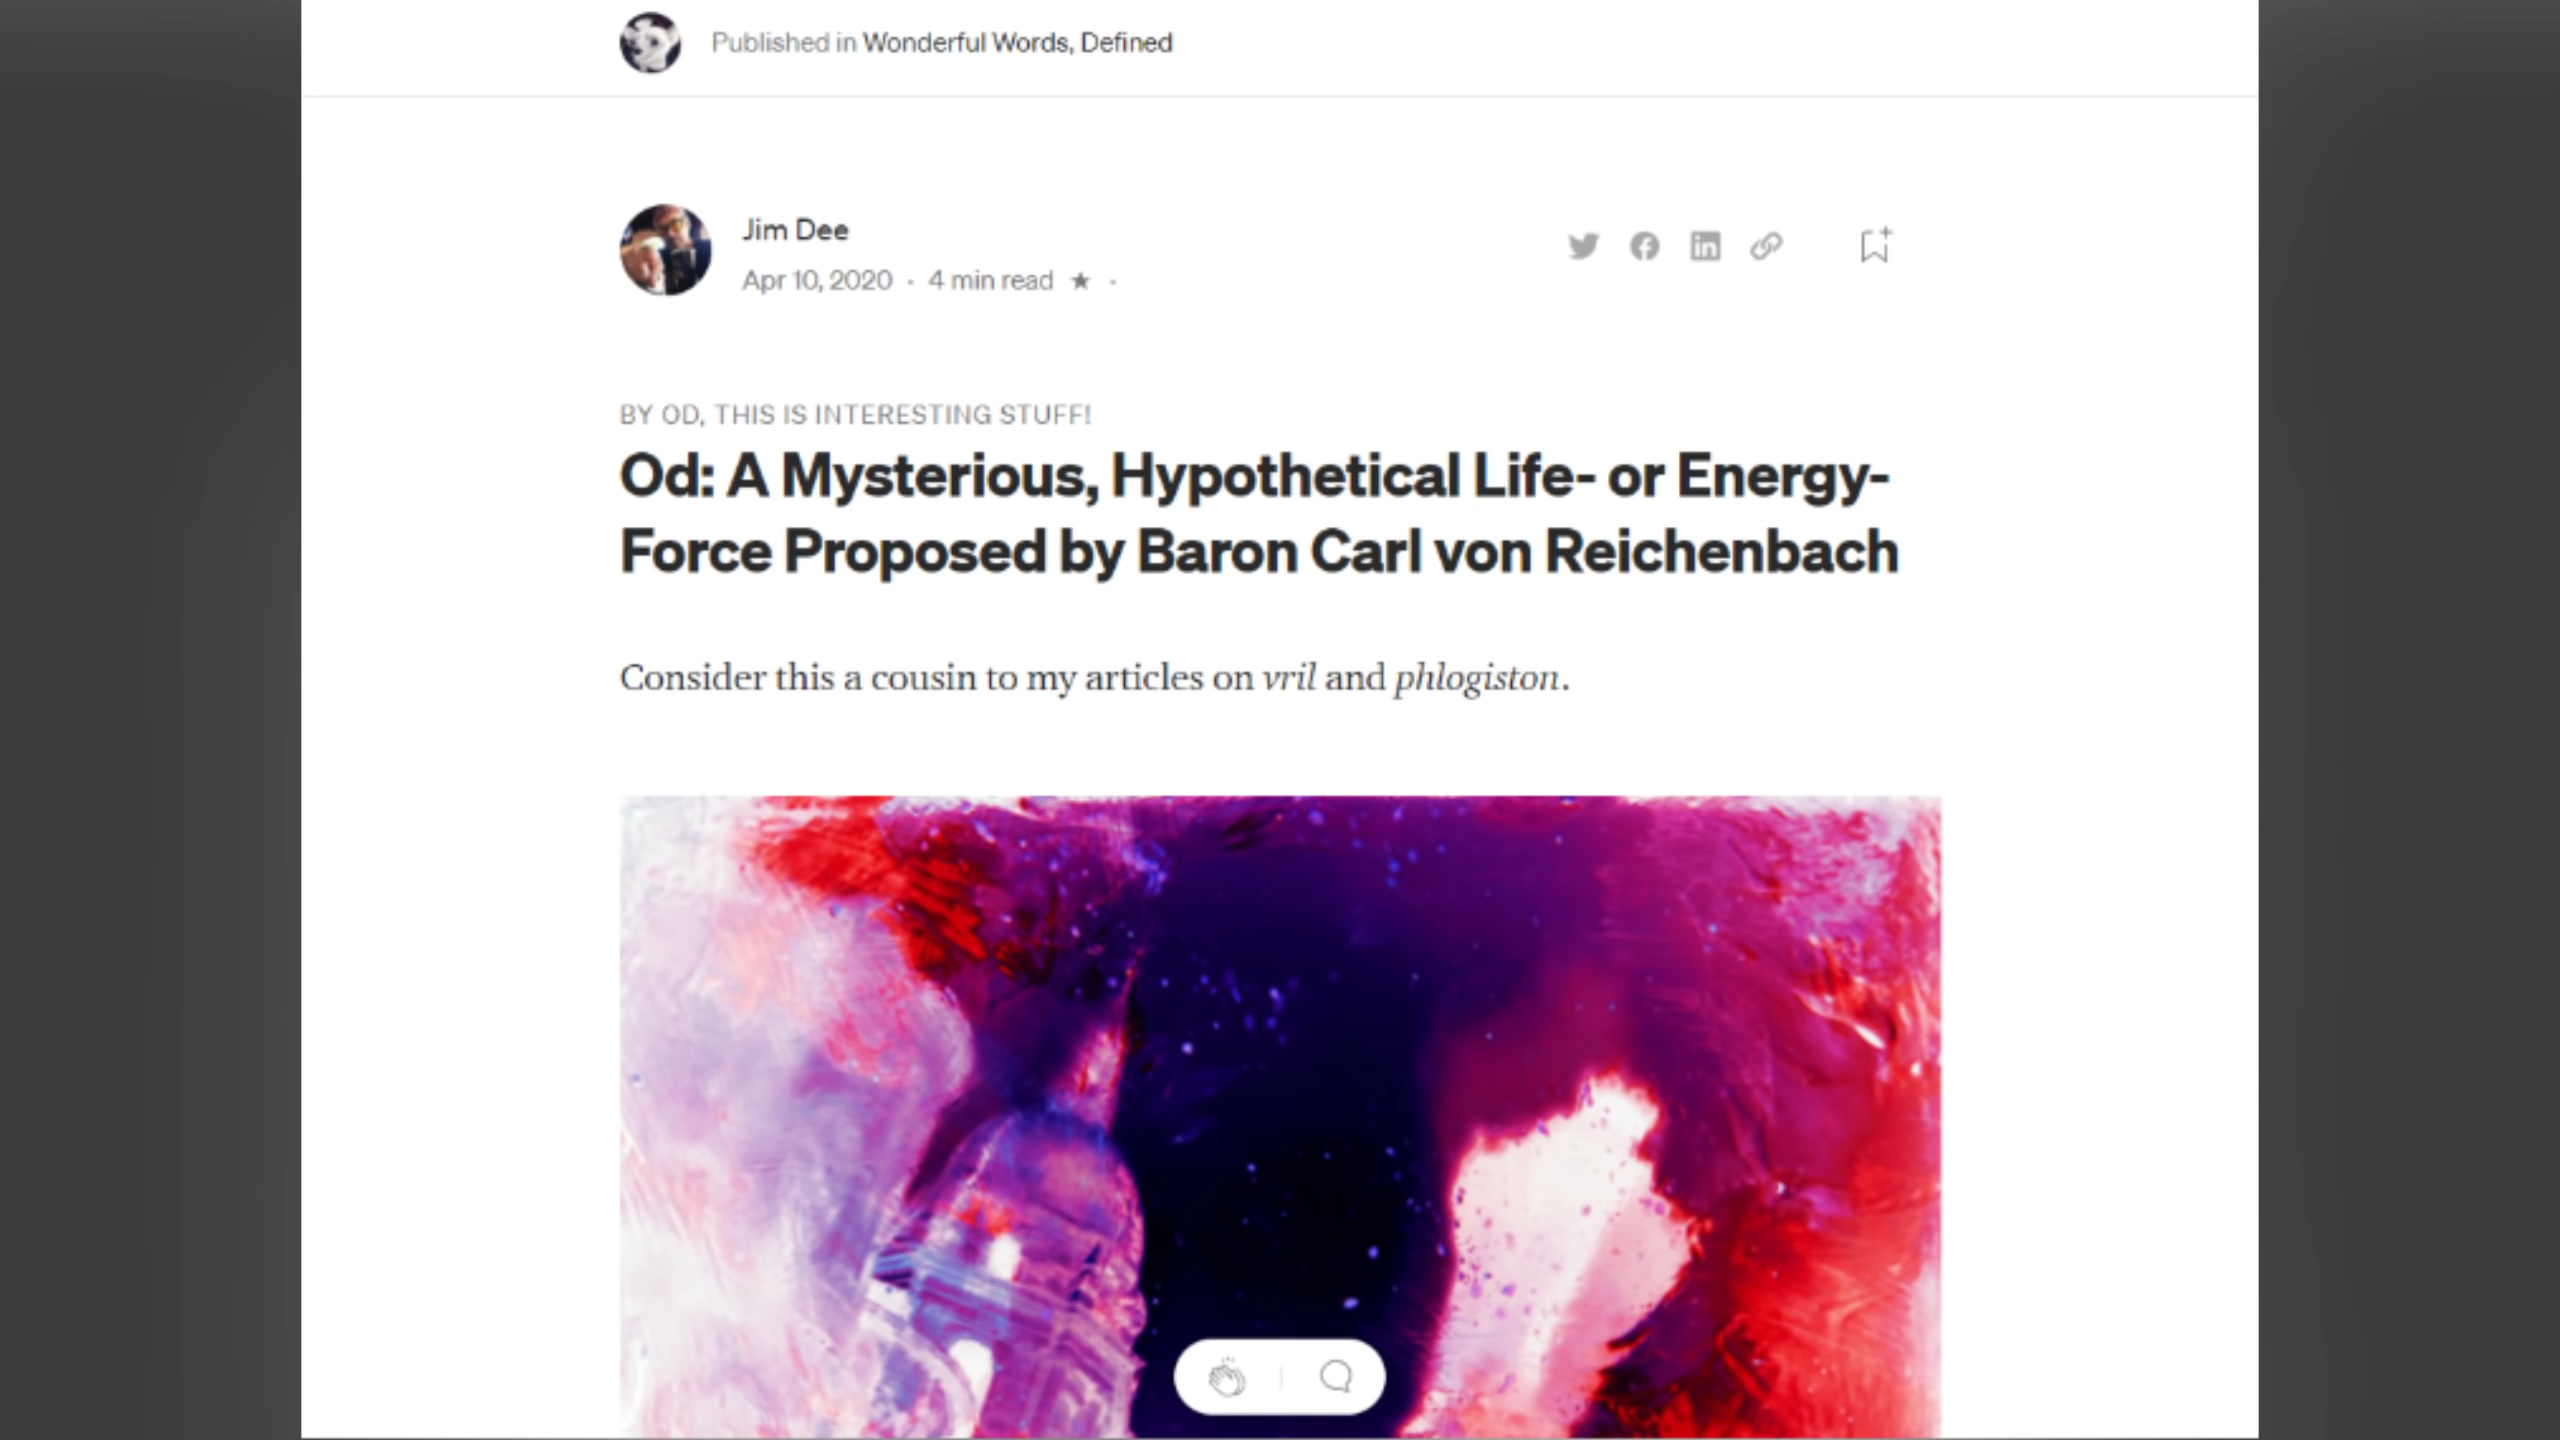 Published in Wonderful Words, Defined
Jim Dee
Apr 10, 2020 · 4 min read ★ ·
BY OD, THIS IS INTERESTING STUFF!
Od: A Mysterious, Hypothetical Life- or Energy-
Force Proposed by Baron Carl von Reichenbach
Consider this a cousin to my articles on vril and phlogiston.